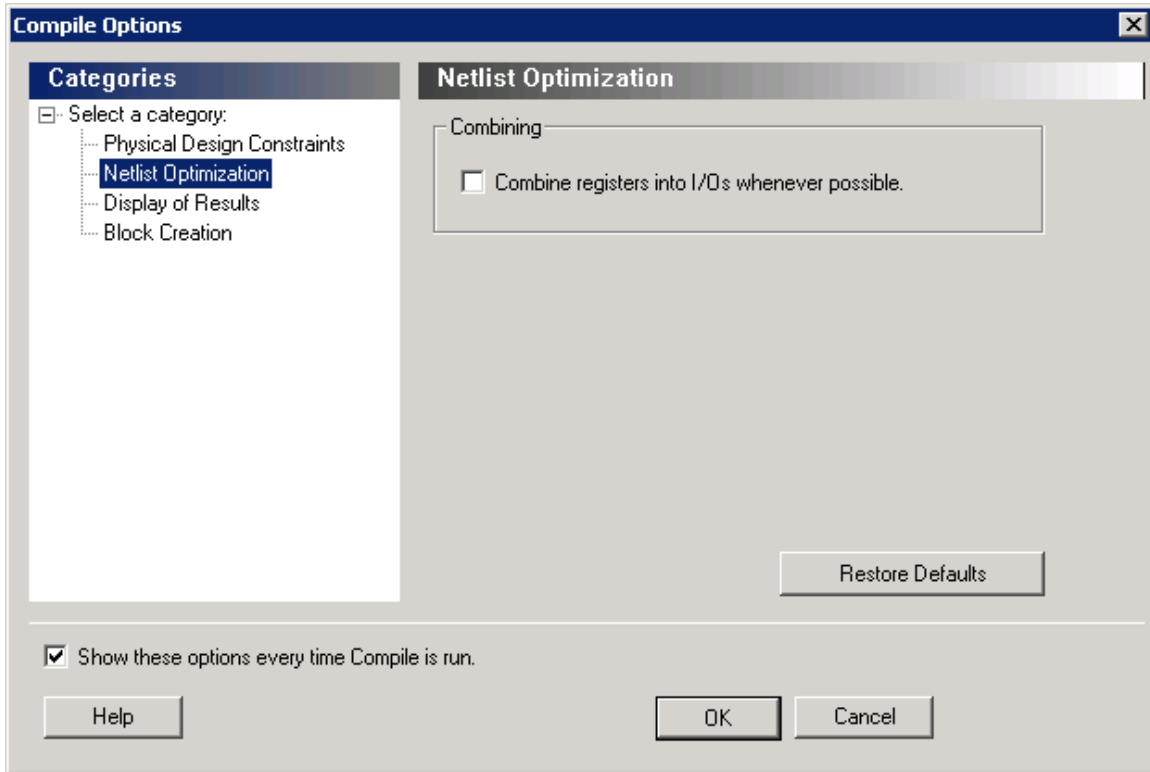 Compile Options
Categories
Select a category:
Physical Design Constraints
Netlist Optimization
Display of Results
Block Creation
Netlist Optimization
Combining
Combine registers into I/Os whenever possible.
Restore Defaults
Show these options every time Compile is run.
Help
OK
Cancel